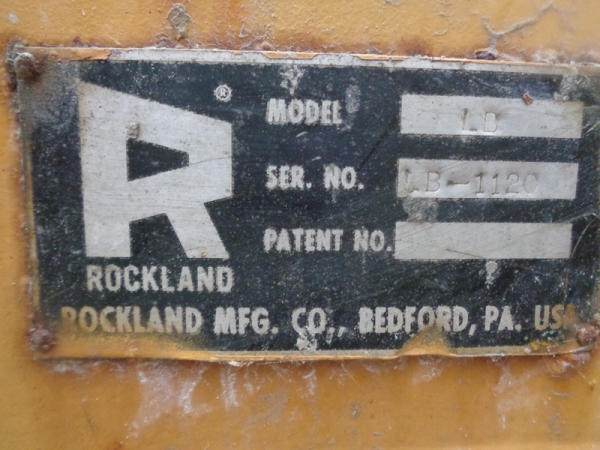 R ®
MODEL LB
SER. NO. LB-1120
PATENT NO.
ROCKLAND
ROCKLAND MFG. CO., BEDFORD, PA. USA